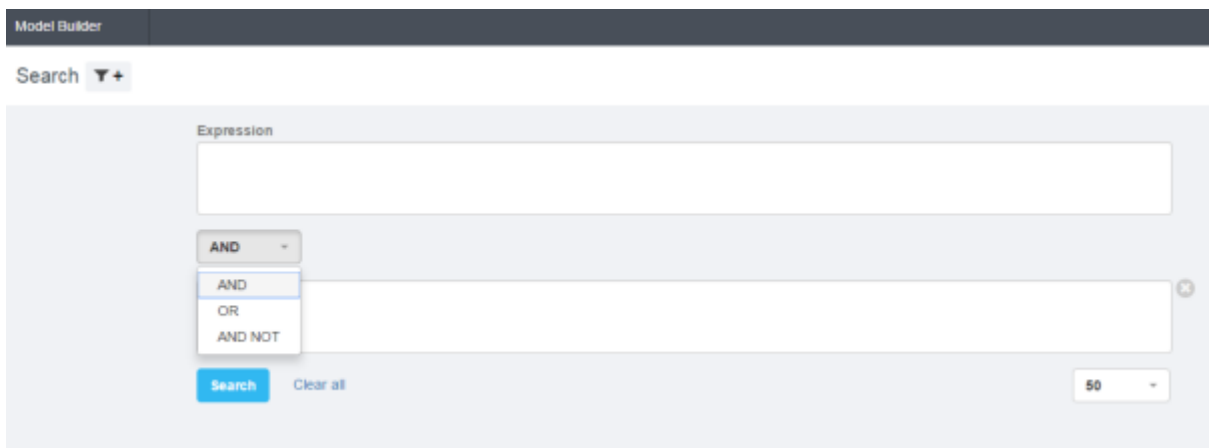 Model Builder
Search
Expression
AND
AND
OR
AND NOT
Search Clear all 50